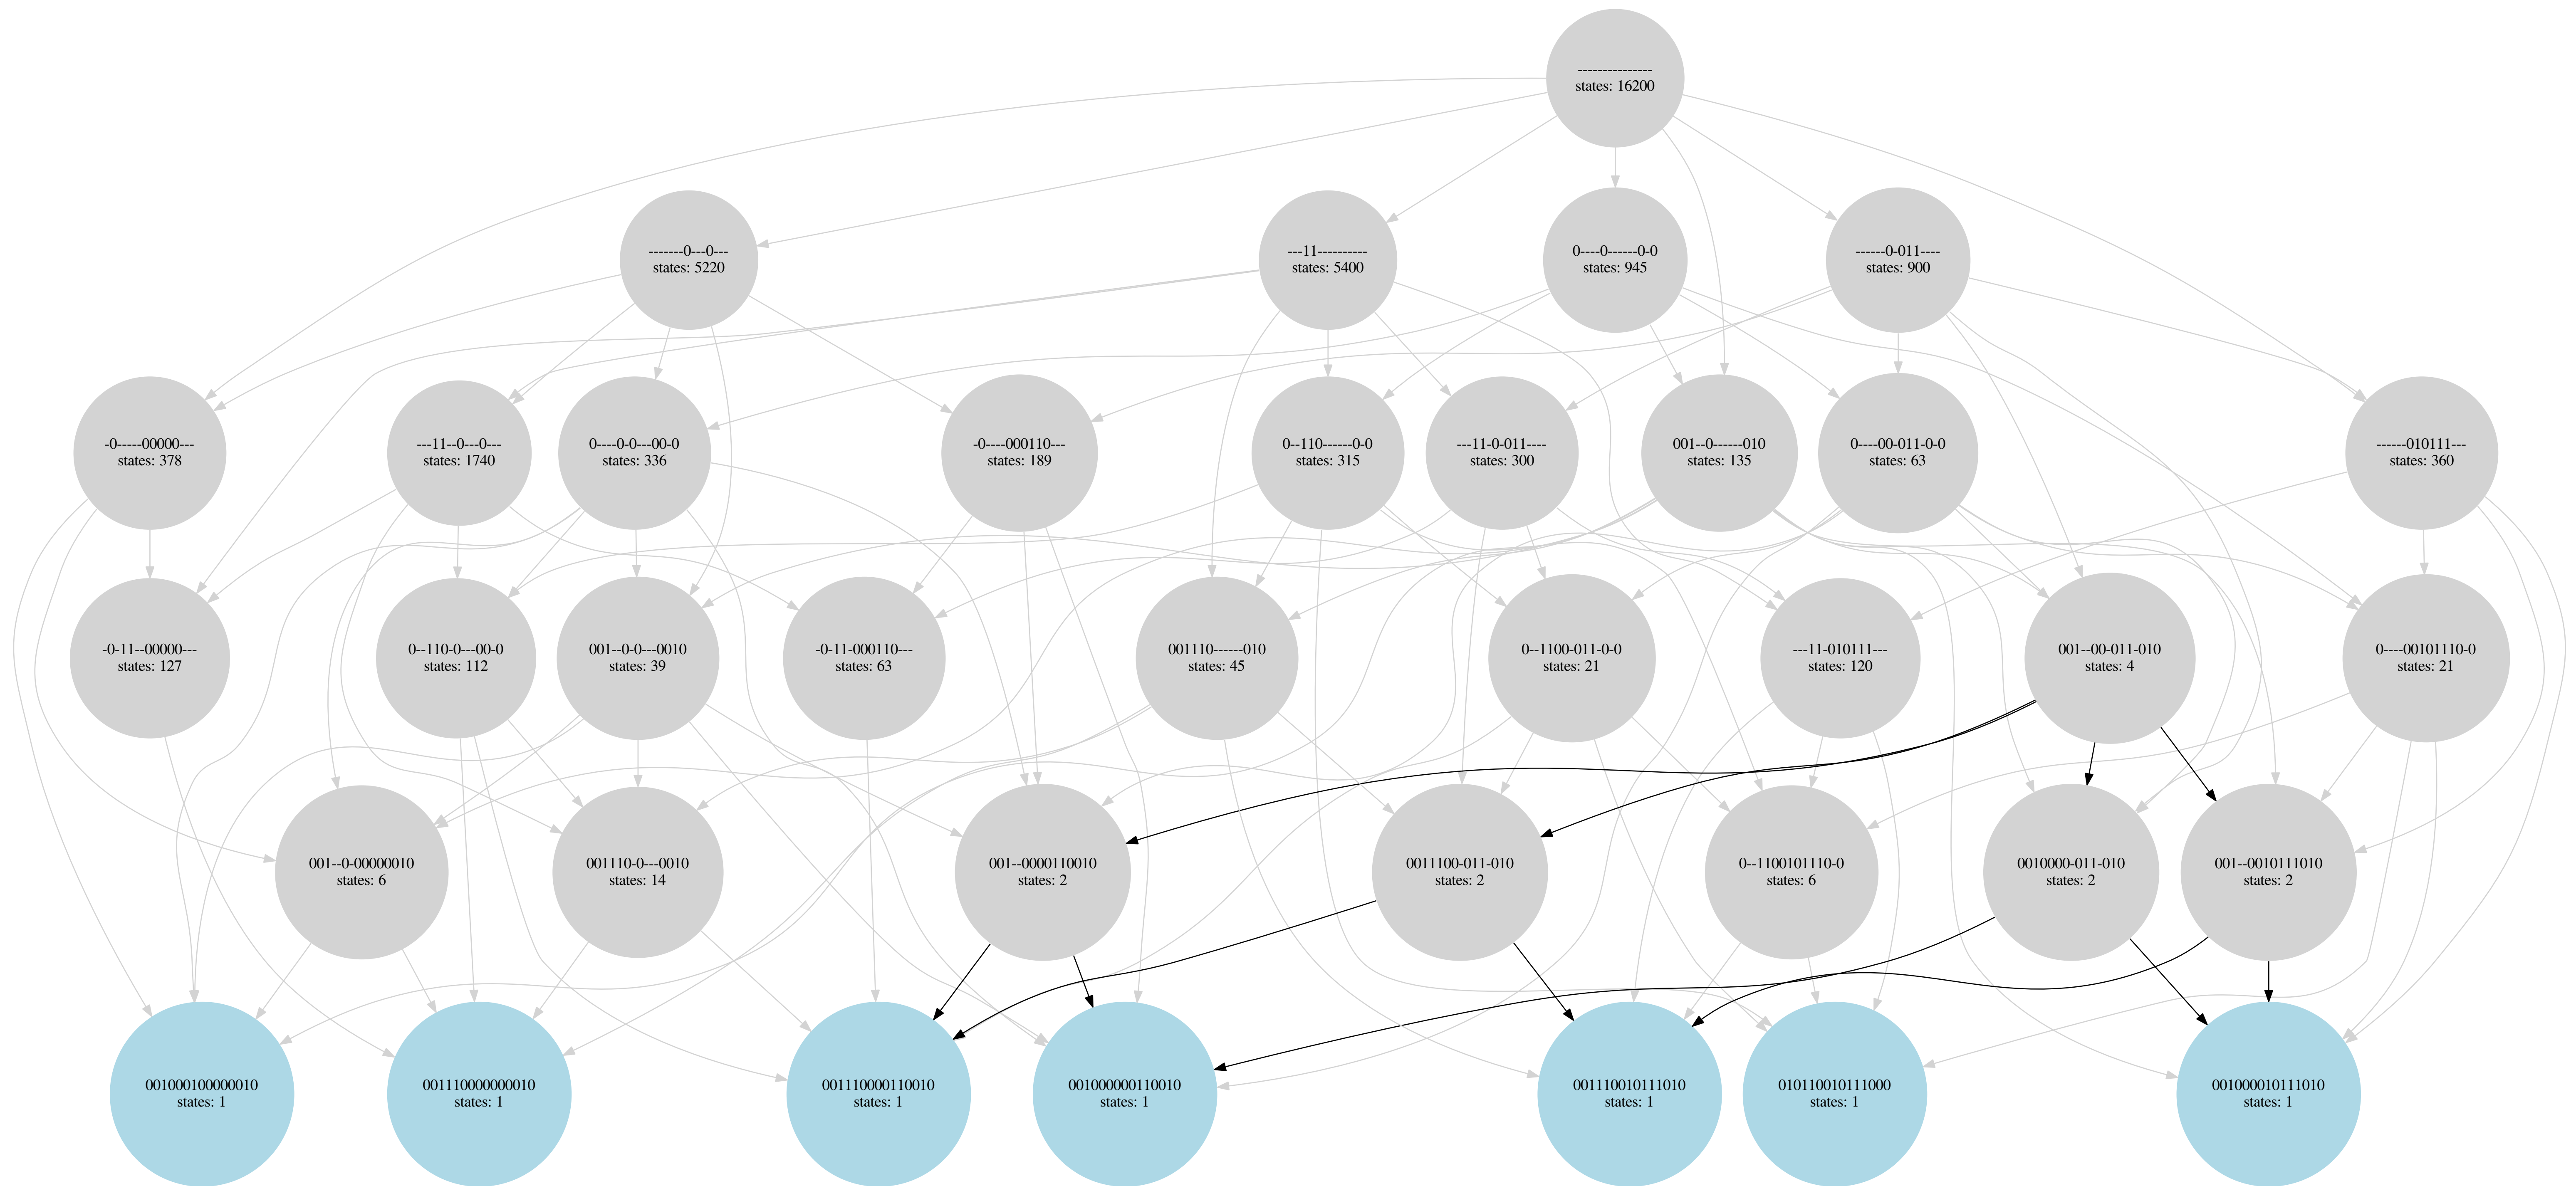 ---------------
states: 16200
-------0---0---
states: 5220
---11----------
states: 5400
0----0------0-0
states: 945
------0-011----
states: 900
-0-----00000---
states: 378
---11--0---0---
states: 1740
0----0-0---00-0
states: 336
-0----000110---
states: 189
0--110------0-0
states: 315
---11-0-011----
states: 300
001--0------010
states: 135
0----00-011-0-0
states: 63
------010111---
states: 360
-0-11--00000---
states: 127
0--110-0---00-0
states: 112
001--0-0---0010
states: 39
-0-11-000110---
states: 63
001110------010
states: 45
0--1100-011-0-0
states: 21
---11-010111---
states: 120
001--00-011-010
states: 4
0----00101110-0
states: 21
001--0-00000010
states: 6
001110-0---0010
states: 14
001--0000110010
states: 2
0011100-011-010
states: 2
0--1100101110-0
states: 6
0010000-011-010
states: 2
001--0010111010
states: 2
001000100000010
states: 1
001110000000010
states: 1
001110000110010
states: 1
001000000110010
states: 1
001110010111010
states: 1
010110010111000
states: 1
001000010111010
states: 1